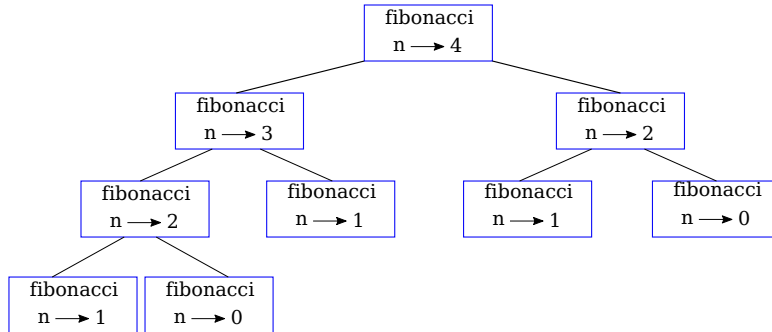 fibonacci
n → 4
fibonacci
n → 3
fibonacci
n → 2
fibonacci
n → 2
fibonacci
n → 1
fibonacci
n → 1
fibonacci
n → 0
fibonacci
n → 1
fibonacci
n → 0